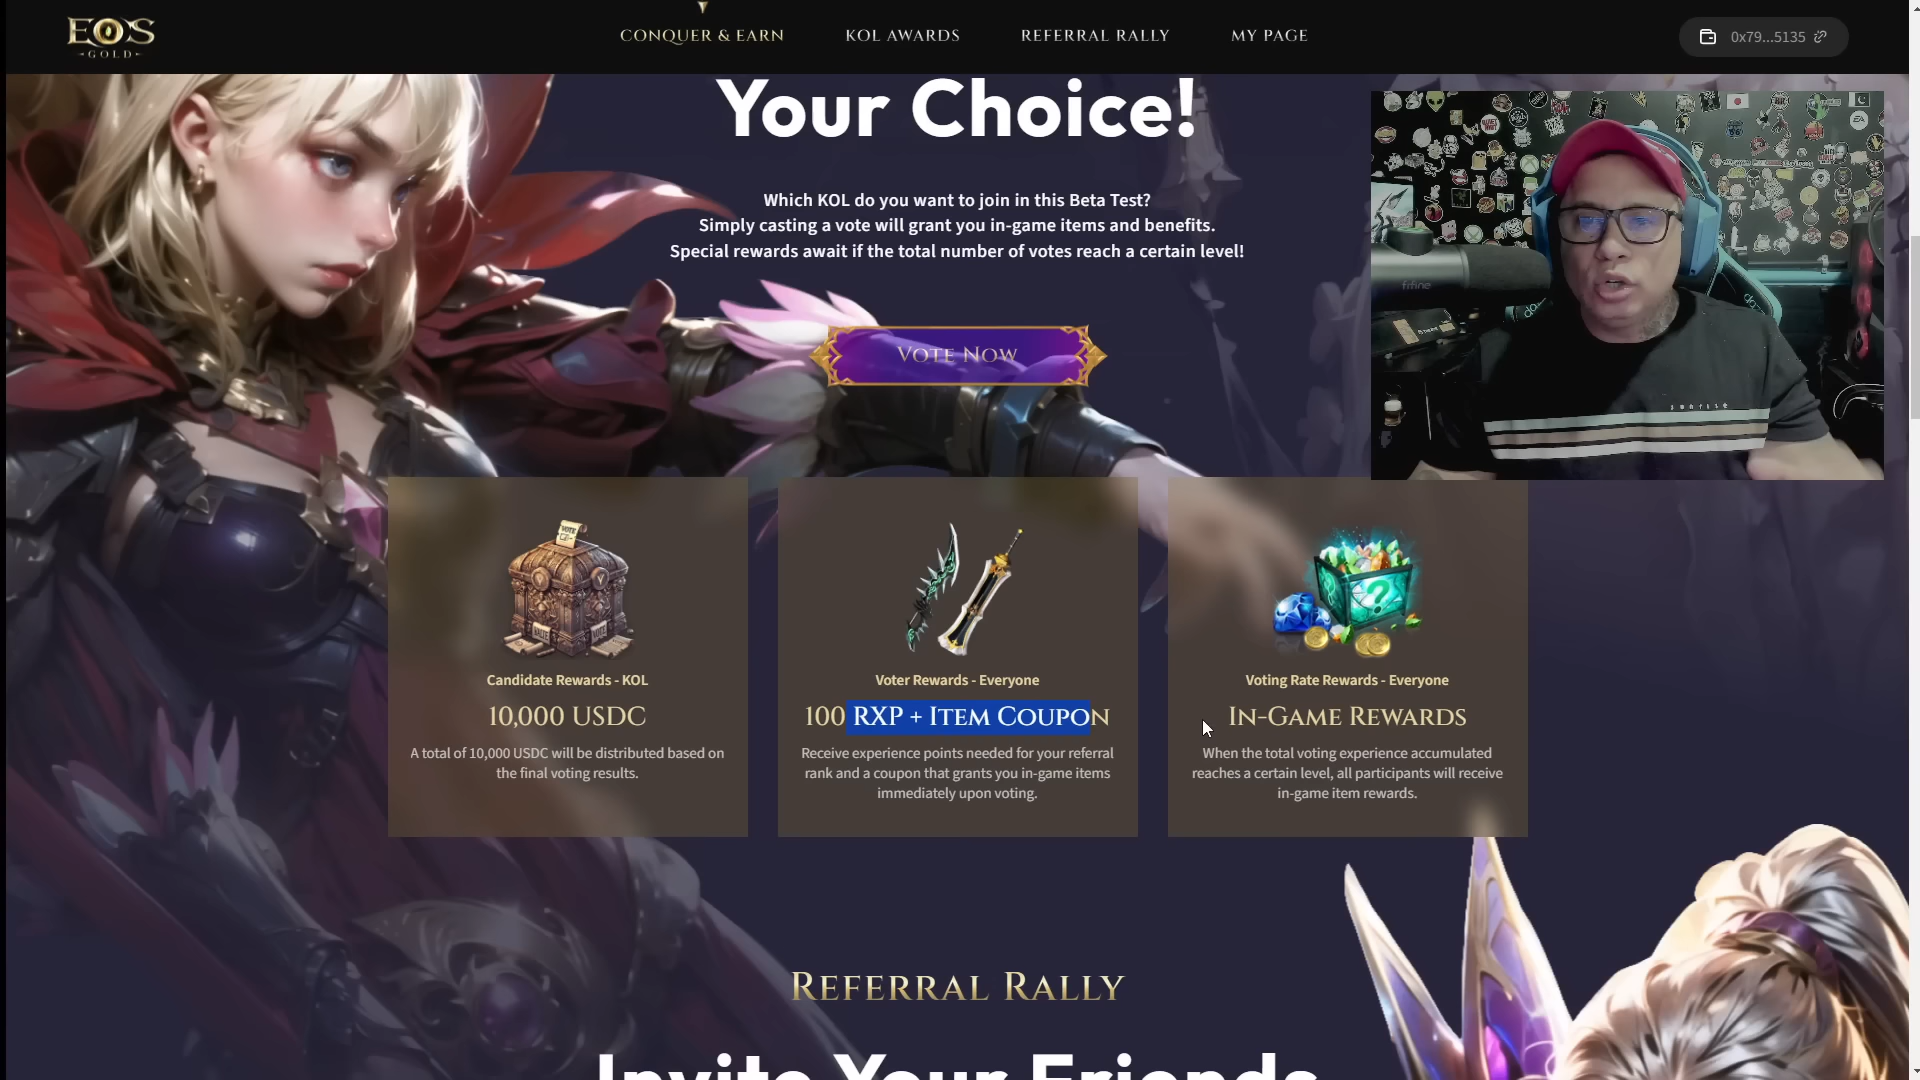 EOS
GOLD
CONQUER & EARN
KOL AWARDS
REFERRAL RALLY
MY PAGE
0x79...5135
Your Choice!
Which KOL do you want to join in this Beta Test?
Simply casting a vote will grant you in-game items and benefits.
Special rewards await if the total number of votes reach a certain level!
VOTE NOW
fifine
EA
VOTE
Candidate Rewards - KOL
10,000 USDC
A total of 10,000 USDC will be distributed based on
the final voting results.
Voter Rewards - Everyone
100 RXP + ITEM COUPON
Receive experience points needed for your referral
rank and a coupon that grants you in-game items
immediately upon voting.
?
Voting Rate Rewards - Everyone
IN-GAME REWARDS
When the total voting experience accumulated
reaches a certain level, all participants will receive
in-game item rewards.
REFERRAL RALLY
Invite Your Friends